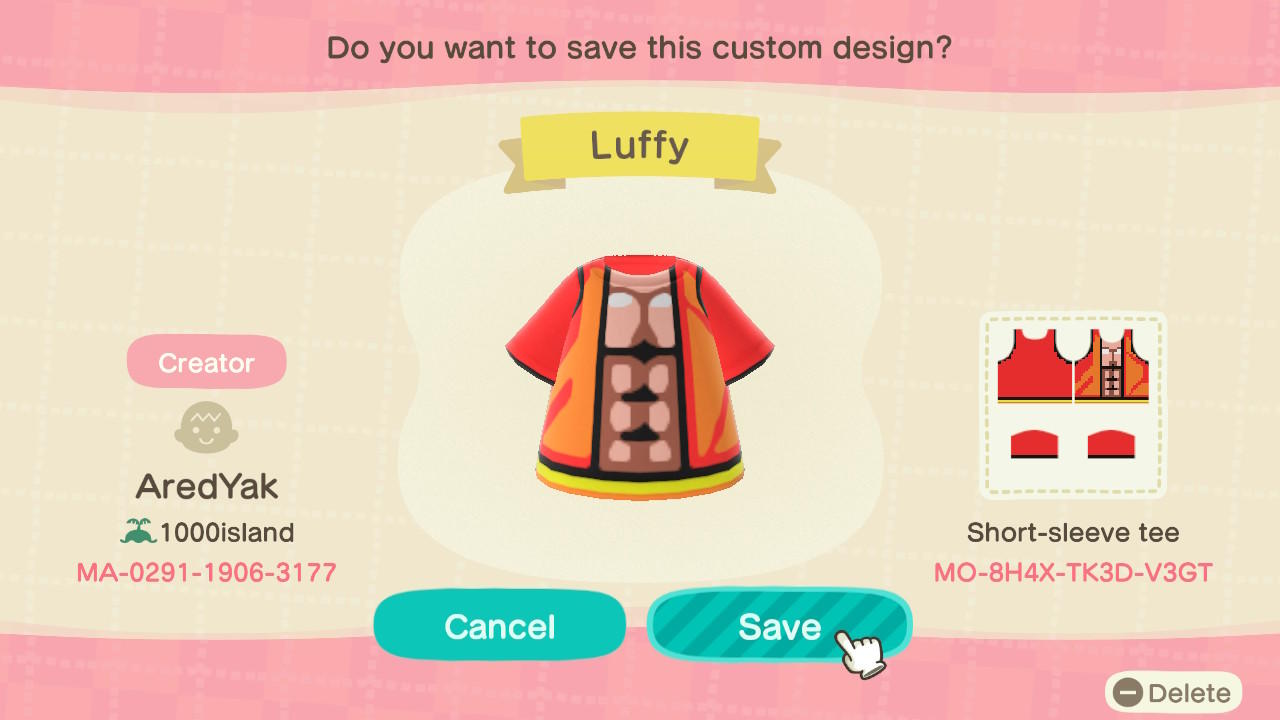 Do you want to save this custom design?
Luffy
Creator
AredYak
1000island
MA-0291-1906-3177
Short-sleeve tee
MO-8H4X-TK3D-V3GT
Cancel
Save
Delete